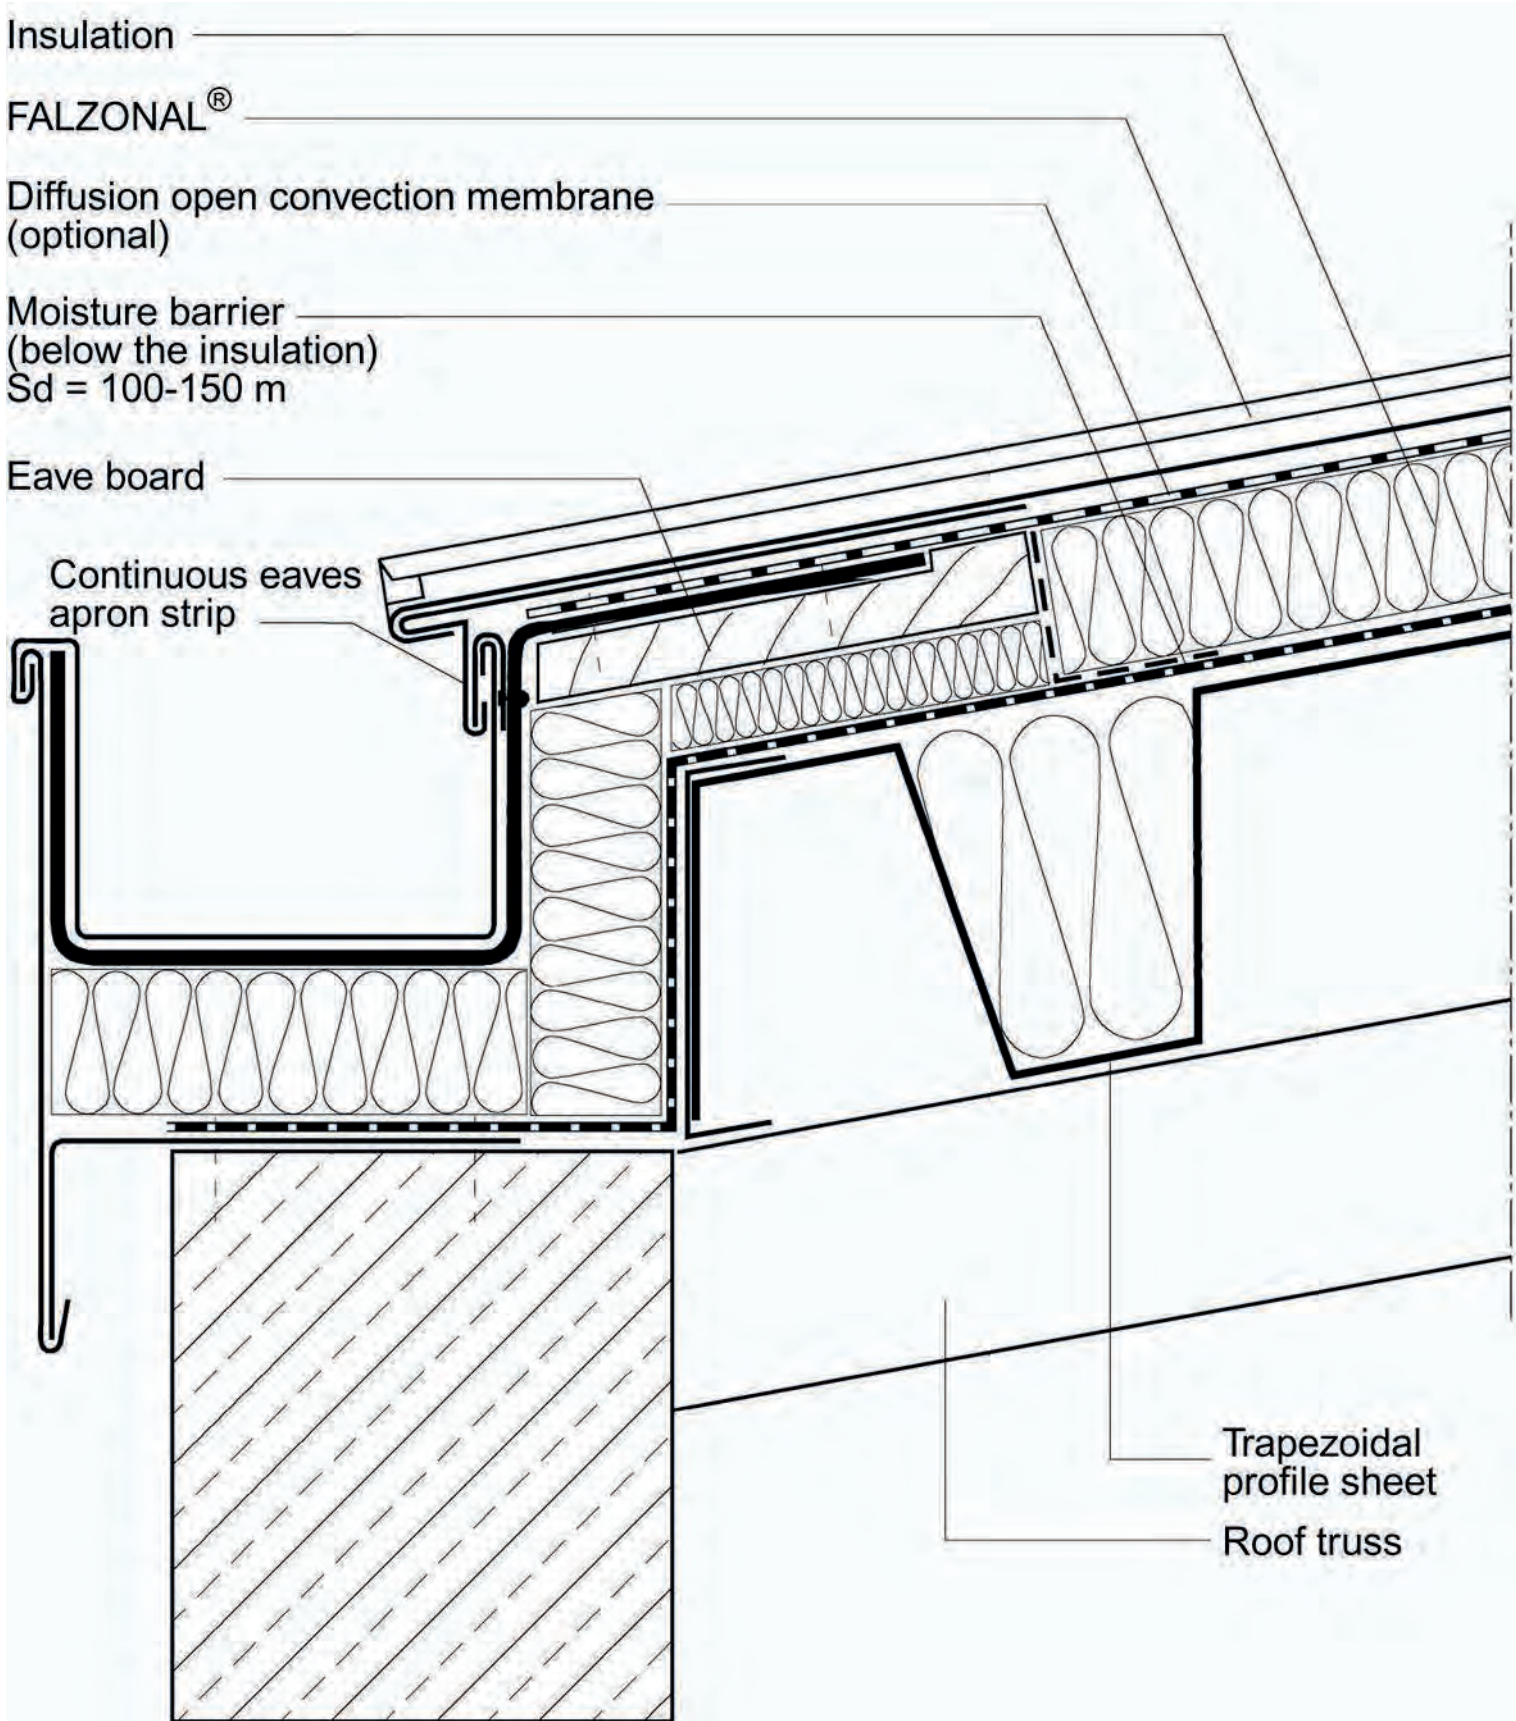 Insulation
FALZONAL®
Diffusion open convection membrane
(optional)
Moisture barrier
(below the insulation)
Sd = 100-150 m
Eave board
Continuous eaves
apron strip
Trapezoidal
profile sheet
Roof truss